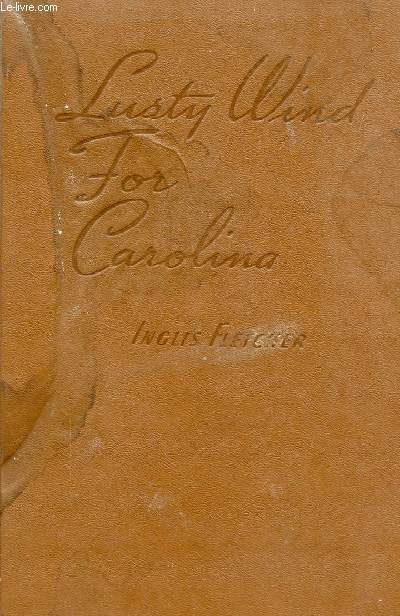 Le-livre.com
Lusty Wind
For
Carolina
INGLIS FLETCHER